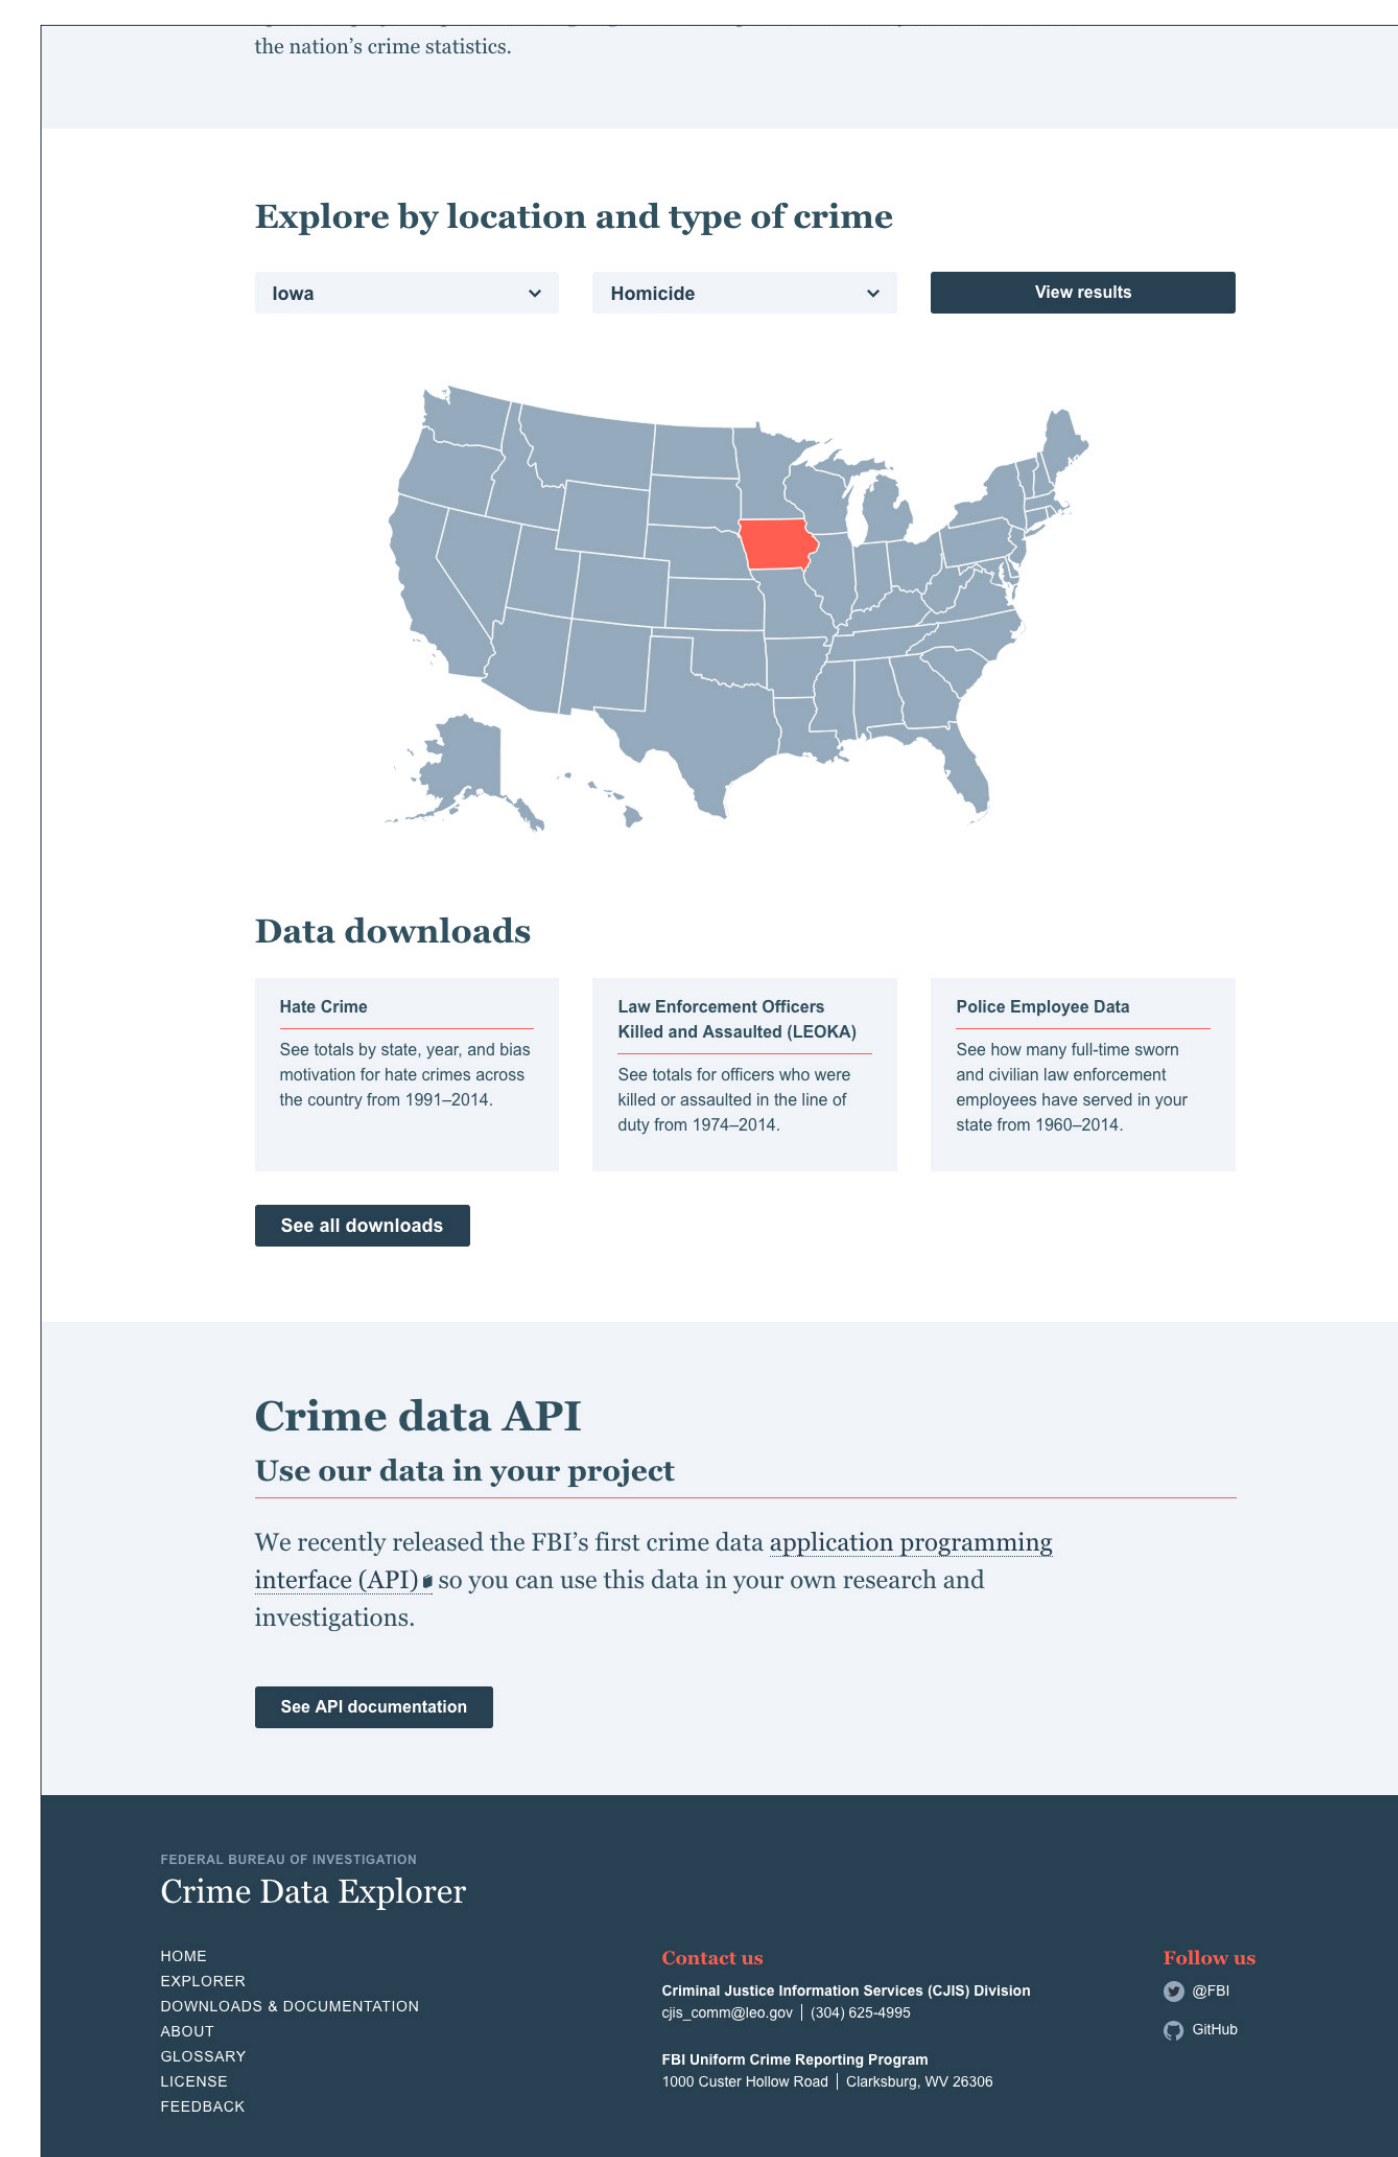 the nation’s crime statistics.
Explore by location and type of crime
Iowa
Homicide
View results
Data downloads
Hate Crime
See totals by state, year, and bias
motivation for hate crimes across
the country from 1991–2014.
Law Enforcement Officers
Killed and Assaulted (LEOKA)
See totals for officers who were
killed or assaulted in the line of
duty from 1974–2014.
Police Employee Data
See how many full-time sworn
and civilian law enforcement
employees have served in your
state from 1960–2014.
See all downloads
Crime data API
Use our data in your project
We recently released the FBI’s first crime data application programming
interface (API) so you can use this data in your own research and
investigations.
See API documentation
FEDERAL BUREAU OF INVESTIGATION
Crime Data Explorer
HOME
EXPLORER
DOWNLOADS & DOCUMENTATION
ABOUT
GLOSSARY
LICENSE
FEEDBACK
Contact us
Criminal Justice Information Services (CJIS) Division
cjis_comm@leo.gov | (304) 625-4995
FBI Uniform Crime Reporting Program
1000 Custer Hollow Road | Clarksburg, WV 26306
Follow us
@FBI
GitHub